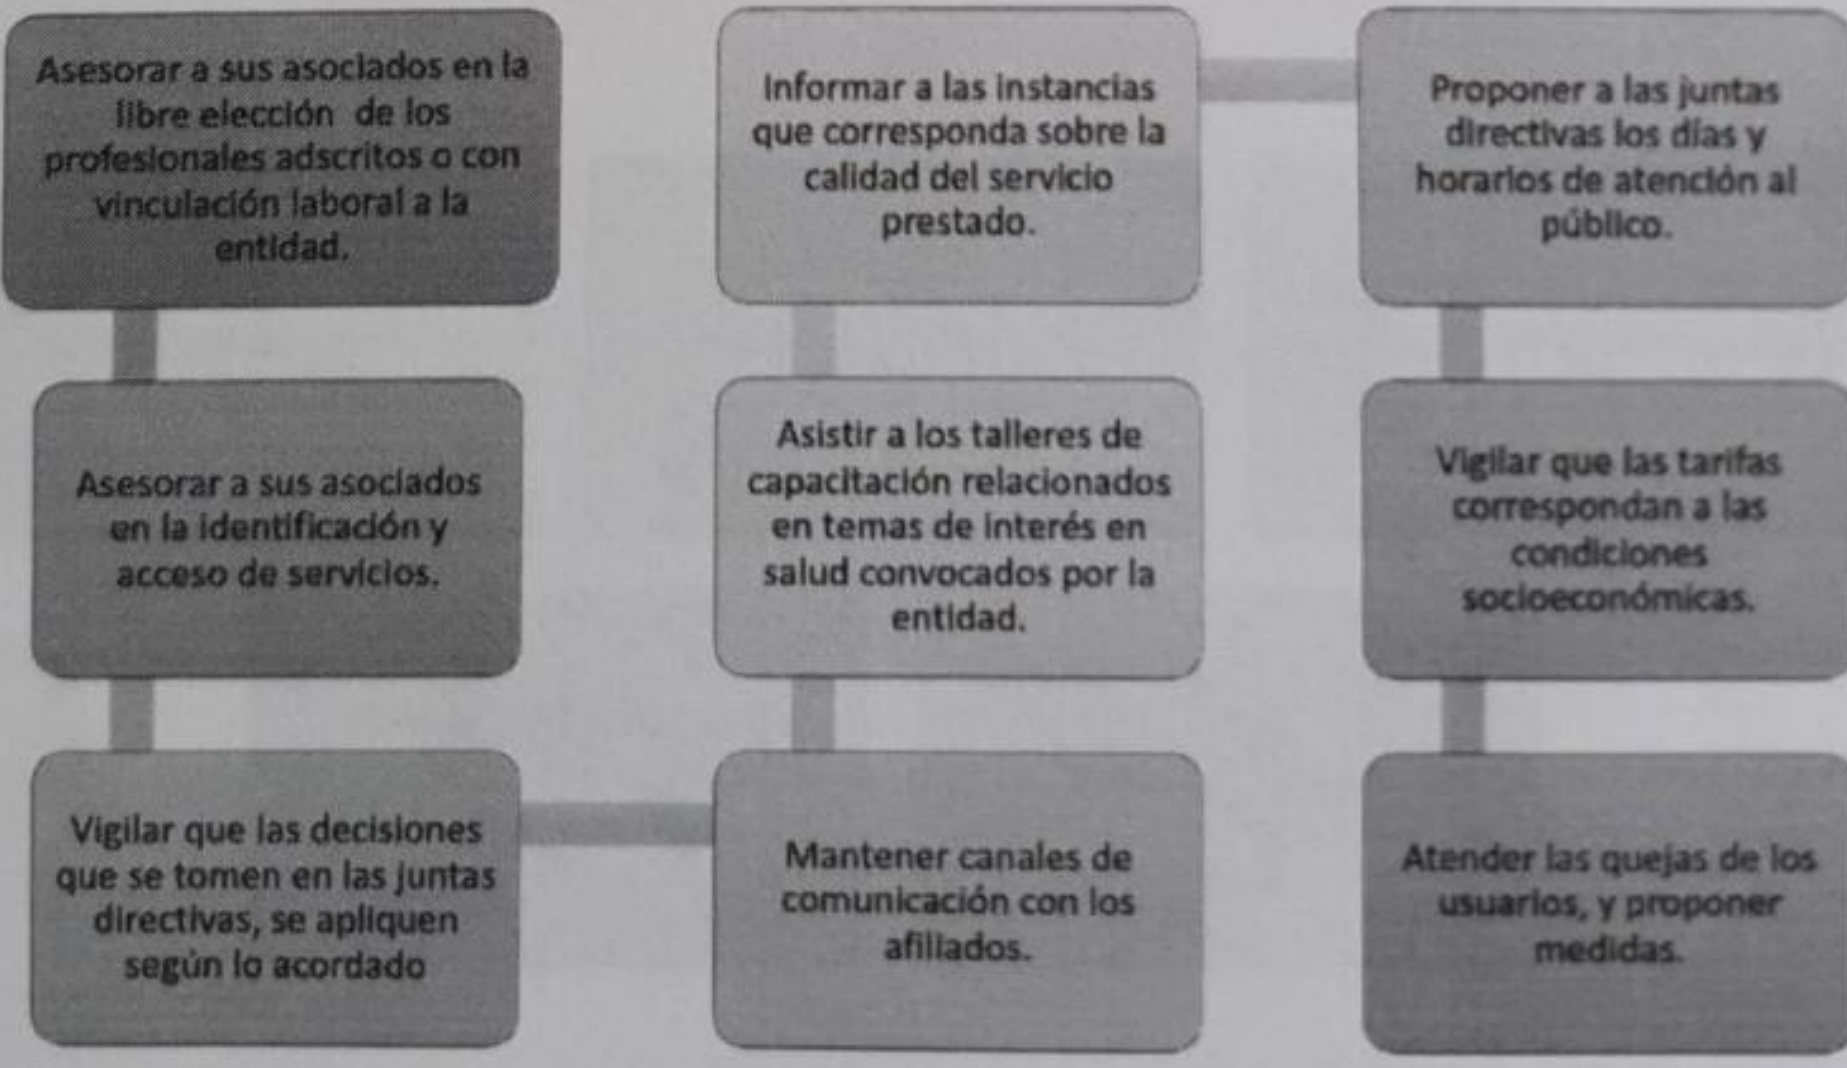 Asesorar a sus asociados en la
libre elección de los
profesionales adscritos o con
vinculación laboral a la
entidad.
Asesorar a sus asociados
en la identificación y
acceso de servicios.
Vigilar que las decisiones
que se tomen en las juntas
directivas, se apliquen
según lo acordado
Mantener canales de
comunicación con los
afiliados.
Asistir a los talleres de
capacitación relacionados
en temas de interés en
salud convocados por la
entidad.
Informar a las instancias
que corresponda sobre la
calidad del servicio
prestado.
Proponer a las juntas
directivas los días y
horarios de atención al
público.
Vigilar que las tarifas
correspondan a las
condiciones
socioeconómicas.
Atender las quejas de los
usuarios, y proponer
medidas.